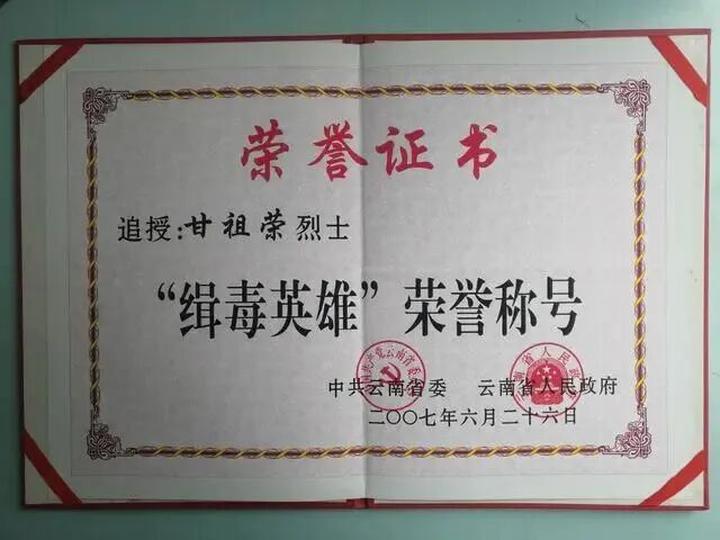 荣誉证书
追授:甘祖荣烈士
“缉毒英雄”荣誉称号
中共云南省委 云南省人民政府
二〇〇七年六月二十六日